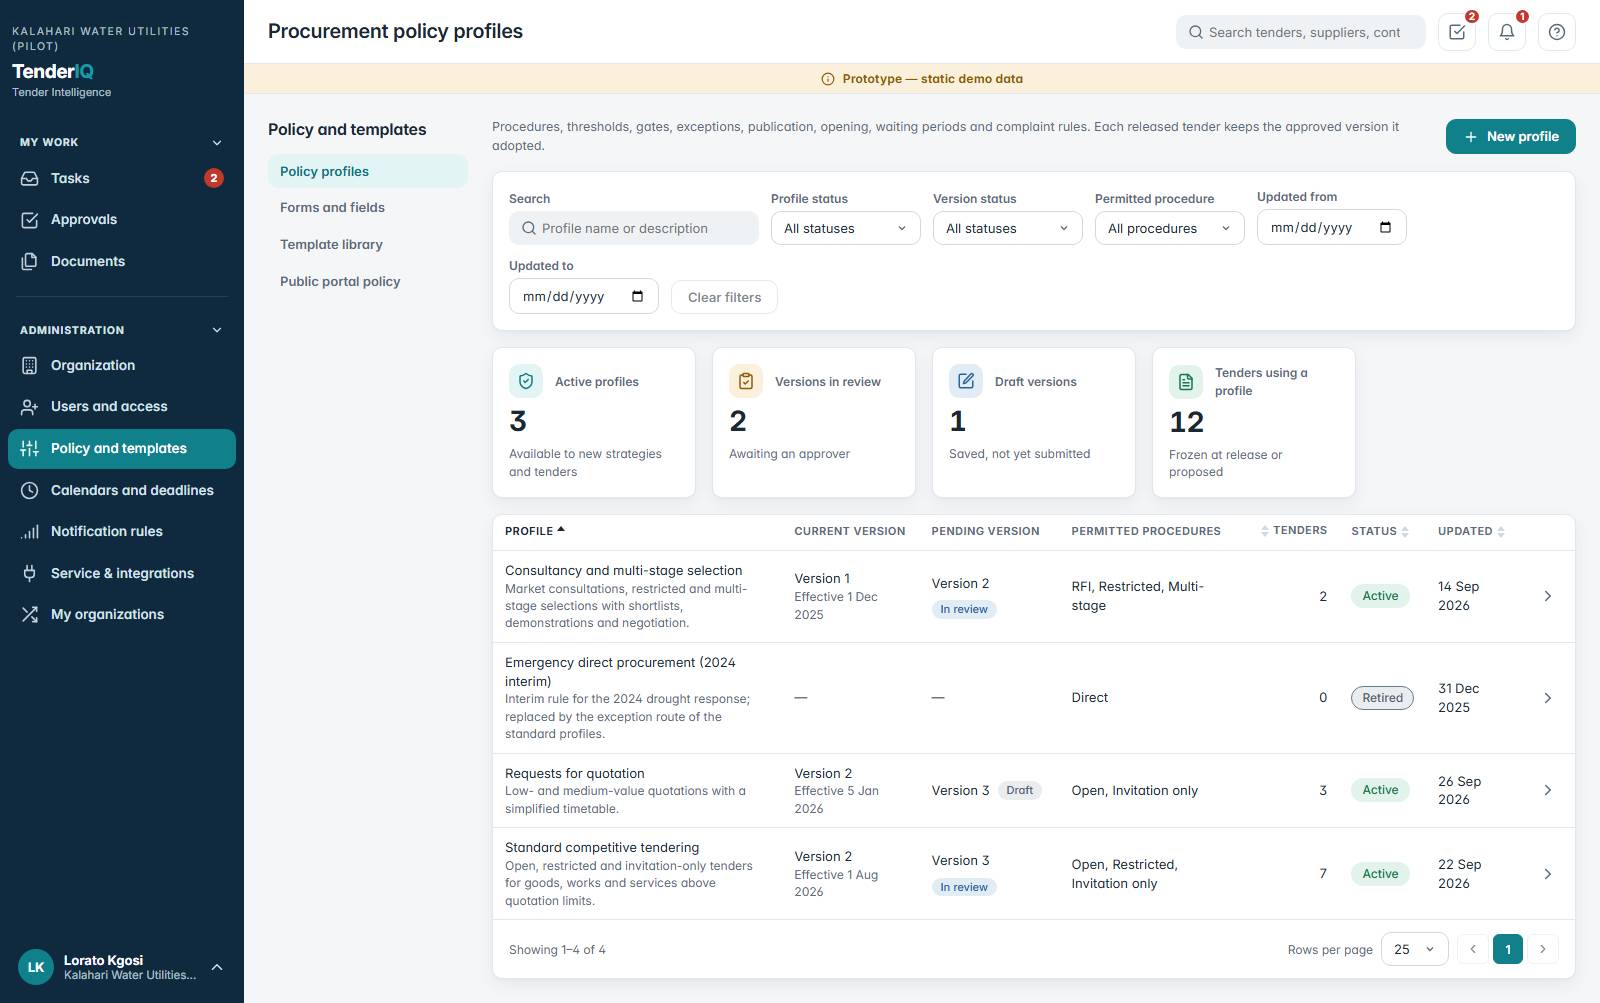 KALAHARI WATER UTILITIES
(PILOT)
TenderIQ
Tender Intelligence
MY WORK
Tasks
2
Approvals
Documents
ADMINISTRATION
Organization
Users and access
Policy and templates
Calendars and deadlines
Notification rules
Service & integrations
My organizations
LK
Lorato Kgosi
Kalahari Water Utilities...
Procurement policy profiles
Search tenders, suppliers, cont
2
1
Prototype — static demo data
Policy and templates
Policy profiles
Forms and fields
Template library
Public portal policy
Procedures, thresholds, gates, exceptions, publication, opening, waiting periods and complaint rules. Each released tender keeps the approved version it
adopted.
New profile
Search
Profile name or description
Profile status
All statuses
Version status
All statuses
Permitted procedure
All procedures
Updated from
mm/dd/yyyy
Updated to
mm/dd/yyyy
Clear filters
Active profiles
3
Available to new strategies
and tenders
Versions in review
2
Awaiting an approver
Draft versions
1
Saved, not yet submitted
Tenders using a
profile
12
Frozen at release or
proposed
PROFILE CURRENT VERSION PENDING VERSION PERMITTED PROCEDURES TENDERS STATUS UPDATED
Consultancy and multi-stage selection
Market consultations, restricted and multi-
stage selections with shortlists,
demonstrations and negotiation.
Version 1
Effective 1 Dec
2025
Version 2
In review
RFI, Restricted, Multi-
stage
2
Active
14 Sep
2026
Emergency direct procurement (2024
interim)
Interim rule for the 2024 drought response;
replaced by the exception route of the
standard profiles.
—
—
Direct
0
Retired
31 Dec
2025
Requests for quotation
Low- and medium-value quotations with a
simplified timetable.
Version 2
Effective 5 Jan
2026
Version 3 Draft
Open, Invitation only
3
Active
26 Sep
2026
Standard competitive tendering
Open, restricted and invitation-only tenders
for goods, works and services above
quotation limits.
Version 2
Effective 1 Aug
2026
Version 3
In review
Open, Restricted,
Invitation only
7
Active
22 Sep
2026
Showing 1–4 of 4
Rows per page
25
1